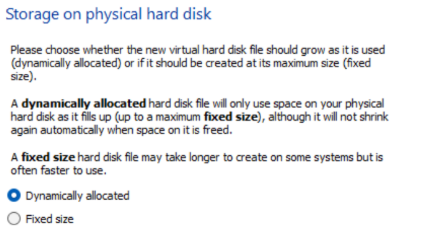 Storage on physical hard disk
Please choose whether the new virtual hard disk file should grow as it is used
(dynamically allocated) or if it should be created at its maximum size (fixed
size).
A dynamically allocated hard disk file will only use space on your physical
hard disk as it fills up (up to a maximum fixed size), although it will not shrink
again automatically when space on it is freed.
A fixed size hard disk file may take longer to create on some systems but is
often faster to use.
Dynamically allocated
Fixed size